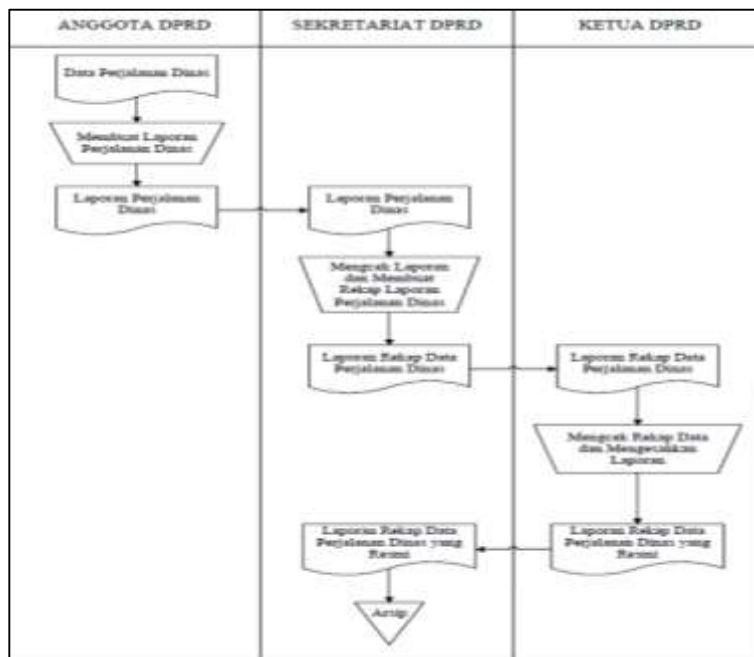 ANGGOTA DPRD
SEKRETARIAT DPRD
KETUA DPRD
Data Perjalanan Dinas
Membuat Laporan
Perjalanan Dinas
Laporan Perjalanan
Dinas
Laporan Perjalanan
Dinas
Mengcek Laporan
dan Membuat
Rekap Laporan
Perjalanan Dinas
Laporan Rekap Data
Perjalanan Dinas
Laporan Rekap Data
Perjalanan Dinas
Mengcek Rekap Data
dan Mengesahkan
Laporan
Laporan Rekap Data
Perjalanan Dinas yang
Resmi
Laporan Rekap Data
Perjalanan Dinas yang
Resmi
Arsip